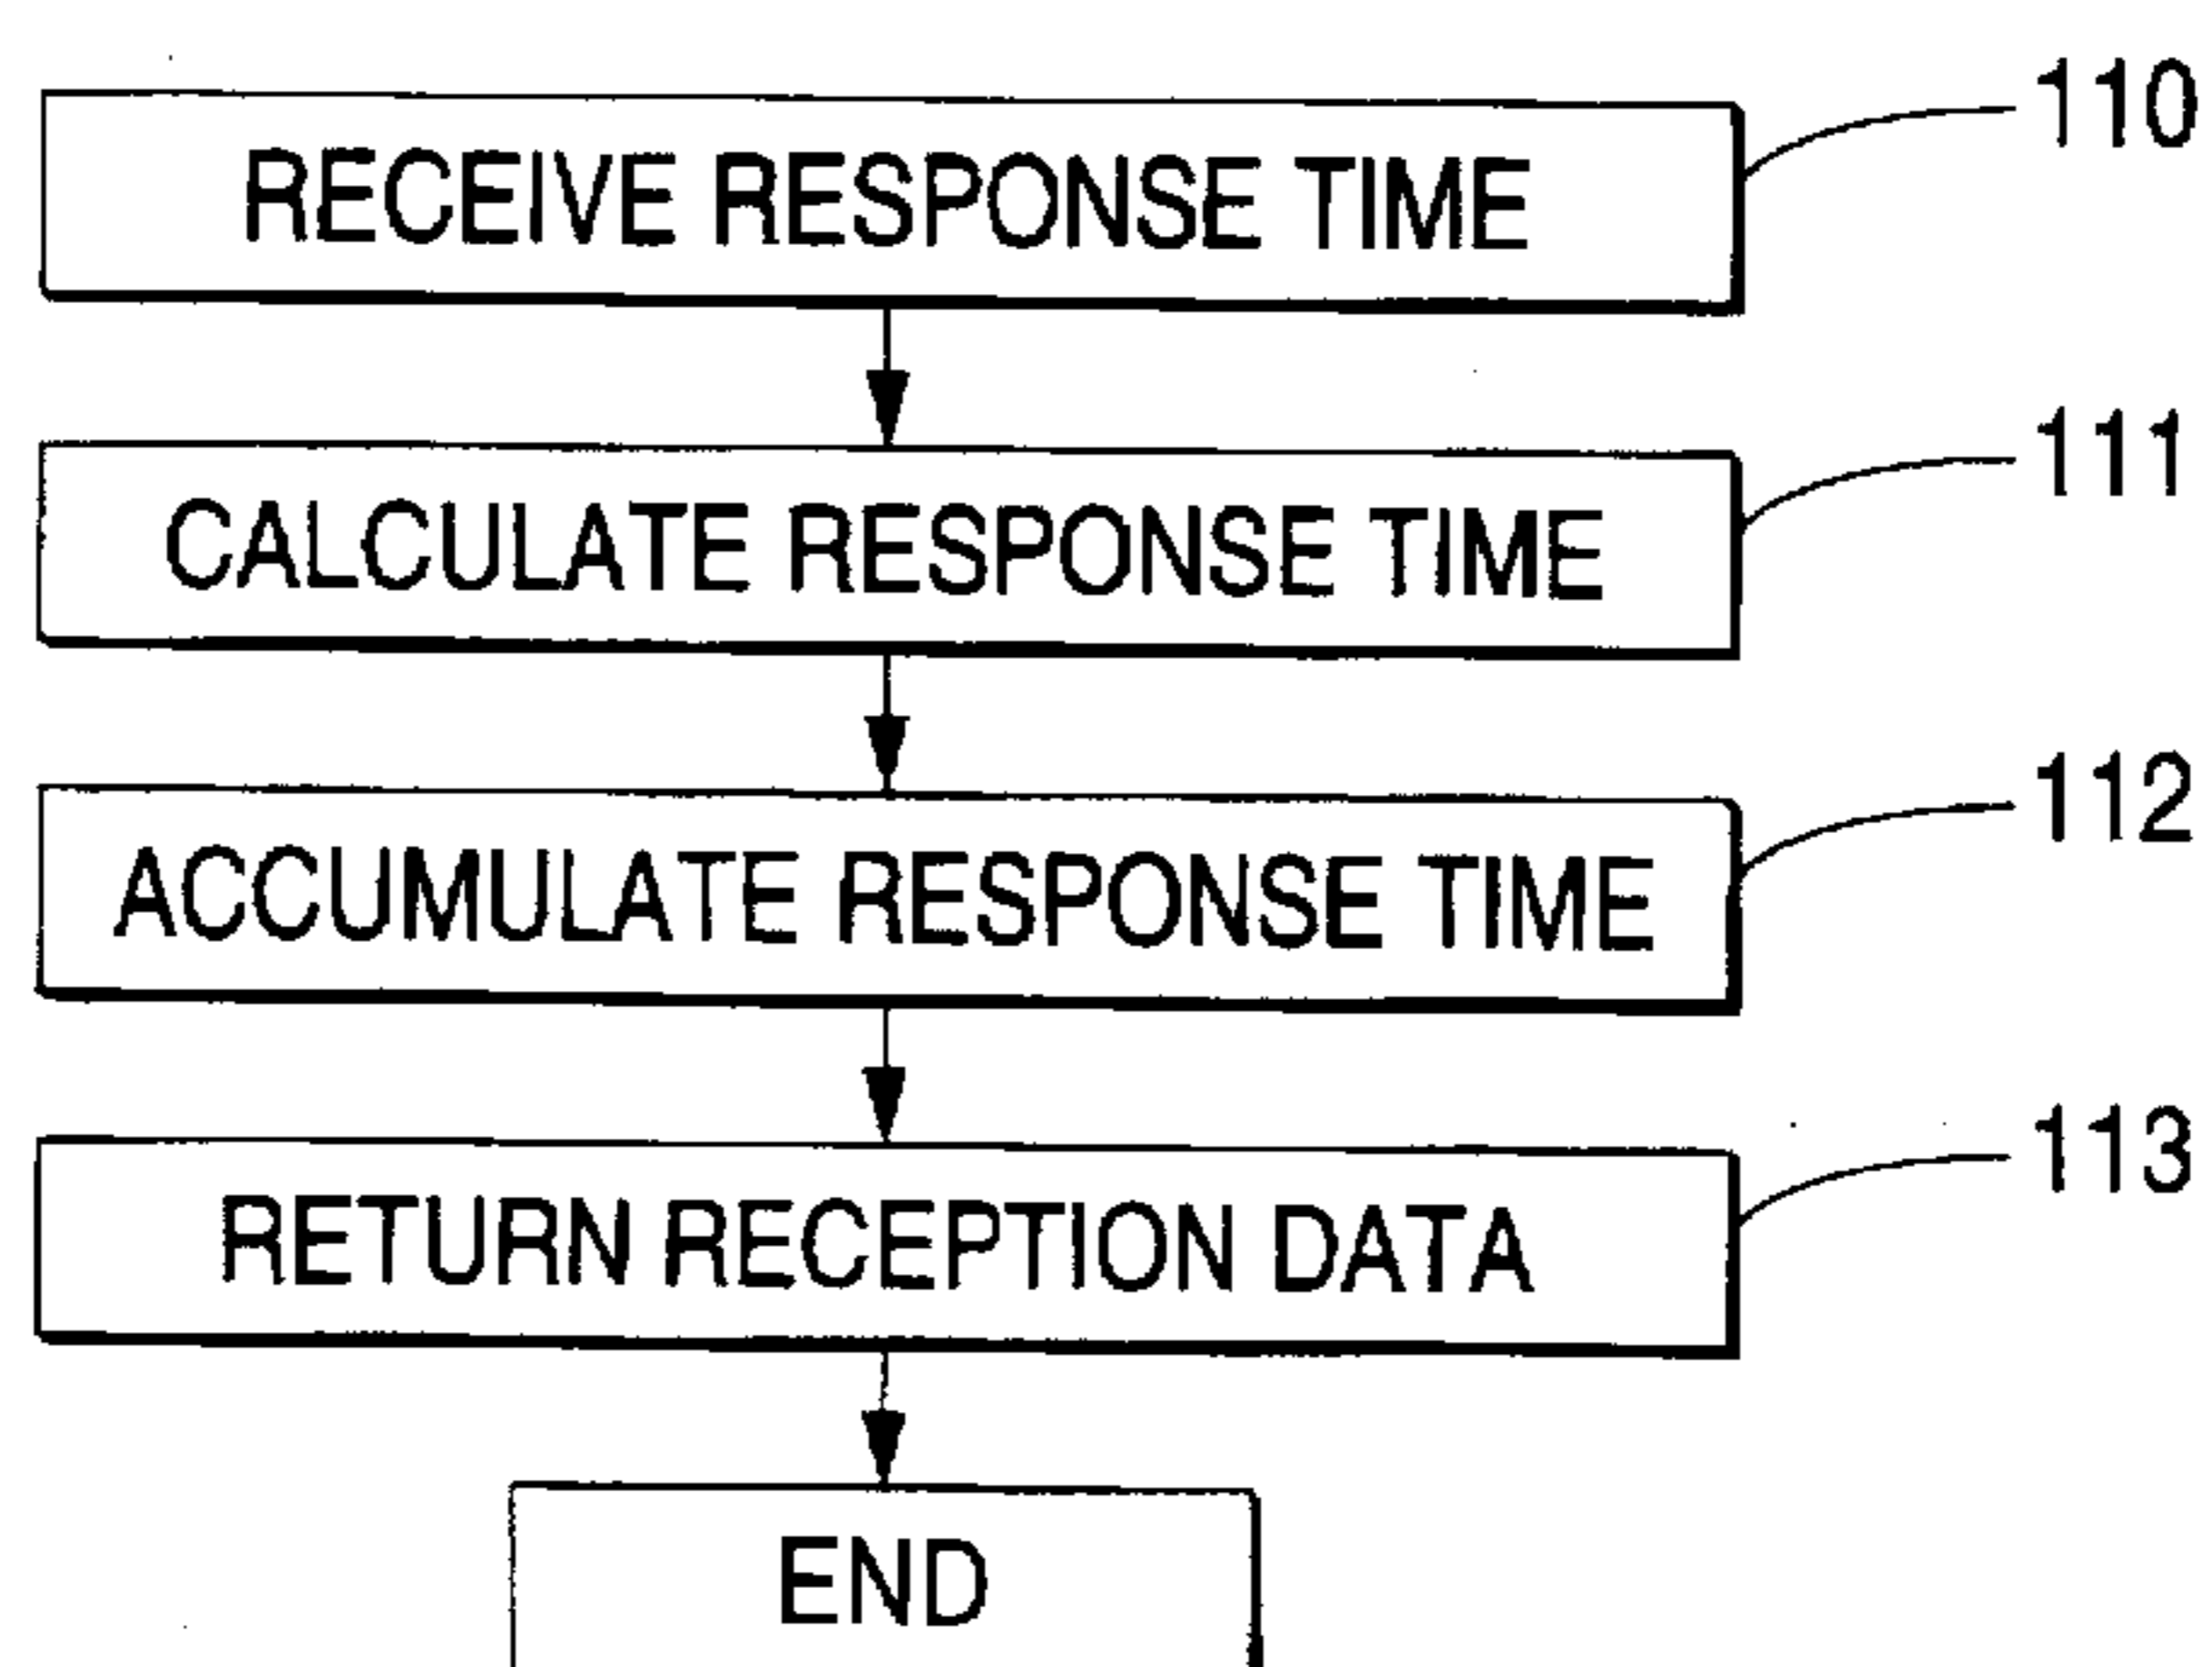 RECEIVE RESPONSE TIME
110
CALCULATE RESPONSE TIME
111
ACCUMULATE RESPONSE TIME
112
RETURN RECEPTION DATA
113
END